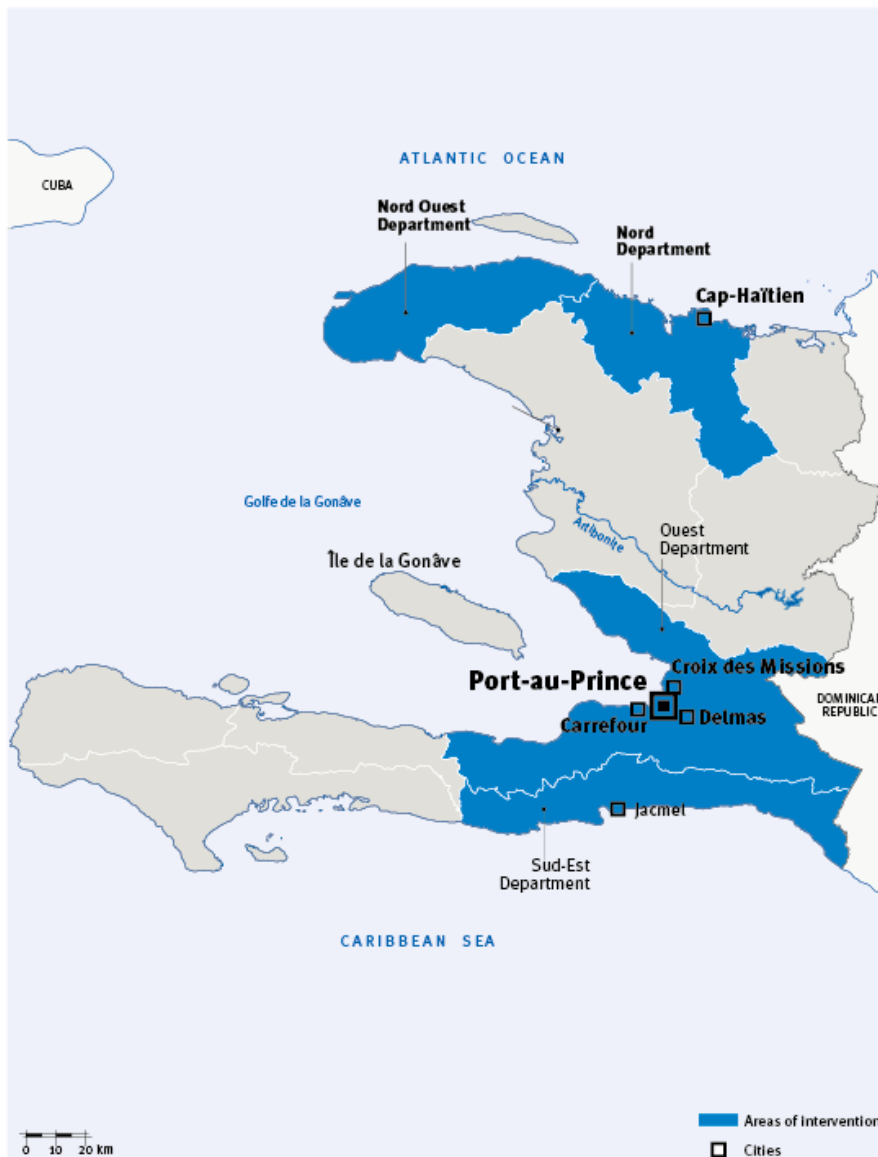 ATLANTIC OCEAN
CUBA
Nord Ouest
Department
Nord
Department
Cap-Haïtien
Golfe de la Gonâve
Artibonite
Ouest
Department
Île de la Gonâve
Croix des Missions
Port-au-Prince
DOMINICAN
REPUBLIC
Carrefour
Delmas
Jacmel
Sud-Est
Department
CARIBBEAN SEA
Areas of intervention
0 10 20 km
Cities